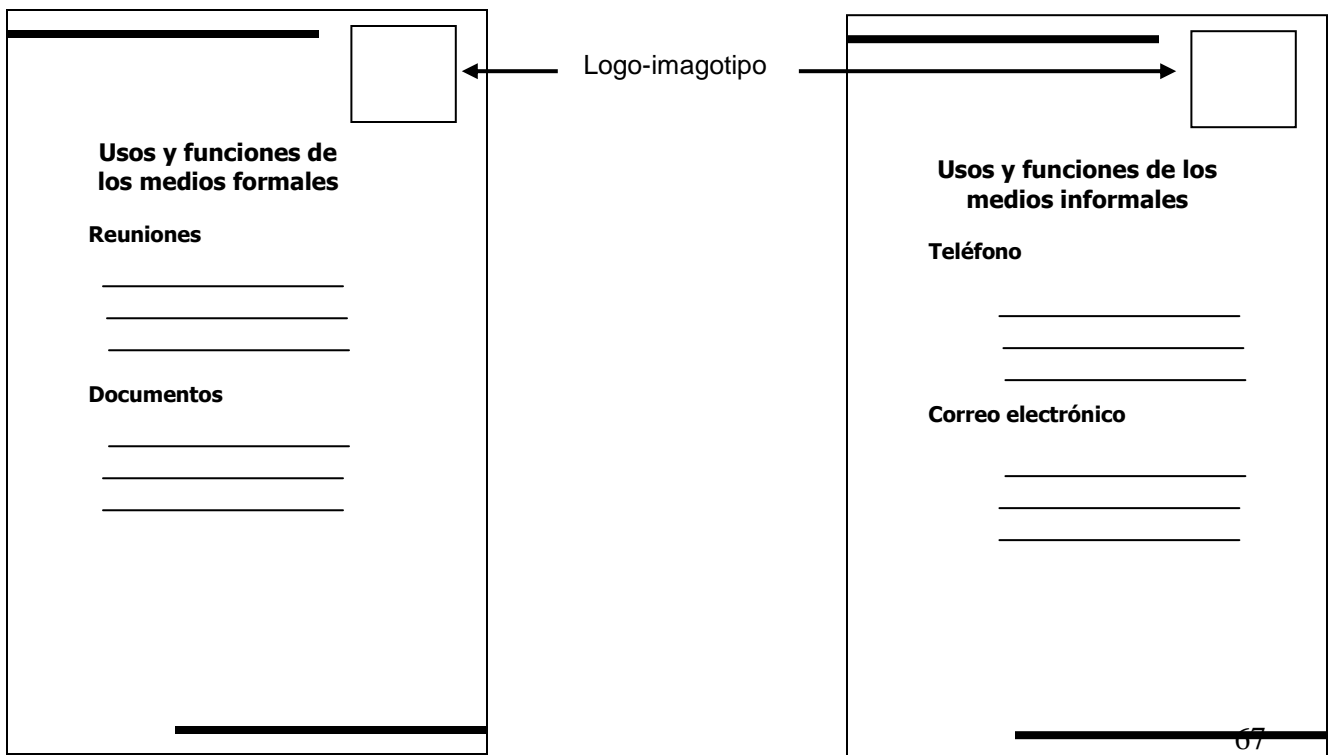 Logo-imagotipo
Usos y funciones de
los medios formales
Reuniones
Documentos
Usos y funciones de los
medios informales
Teléfono
Correo electrónico
67